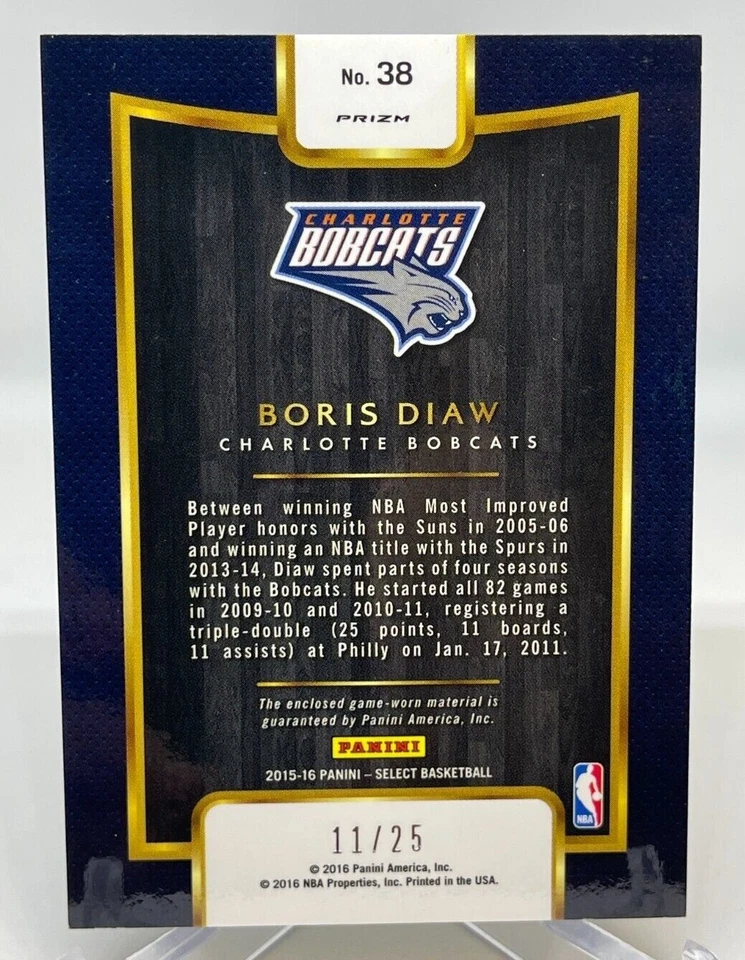 No. 38
PRIZM
CHARLOTTE
BOBCATS
BORIS DIAW
CHARLOTTE BOBCATS
Between winning NBA Most Improved
Player honors with the Suns in 2005-06
and winning an NBA title with the Spurs in
2013-14, Diaw spent parts of four seasons
with the Bobcats. He started all 82 games
in 2009-10 and 2010-11, registering a
triple-double (25 points, 11 boards,
11 assists) at Philly on Jan. 17, 2011.
The enclosed game-worn material is
guaranteed by Panini America, Inc.
PANINI
2015-16 PANINI – SELECT BASKETBALL
NBA
11/25
© 2016 Panini America, Inc.
© 2016 NBA Properties, Inc. Printed in the USA.